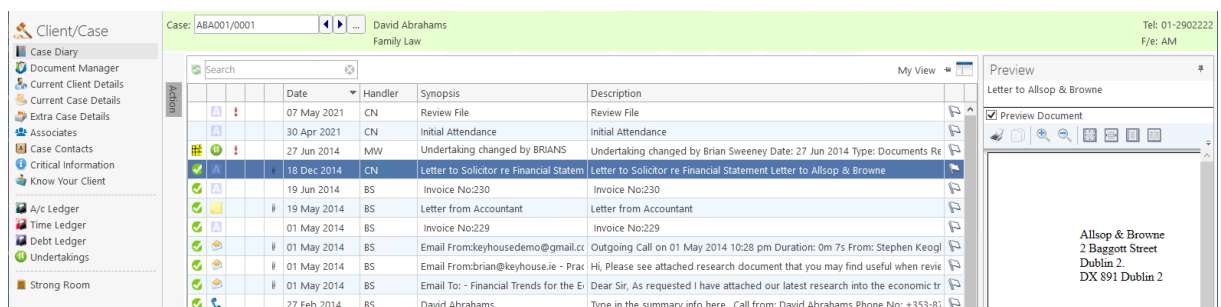 Client/Case
Case Diary
Document Manager
Current Client Details
Current Case Details
Extra Case Details
Associates
Case Contacts
Critical Information
Know Your Client
A/c Ledger
Time Ledger
Debt Ledger
Undertakings
Strong Room
Case: ABA001/0001 ... David Abrahams Tel: 01-2902222
Family Law F/e: AM
Action
Search My View
Date Handler Synopsis Description
07 May 2021 CN Review File Review File
30 Apr 2021 CN Initial Attendance Initial Attendance
27 Jun 2014 MW Undertaking changed by BRIANS Undertaking changed by Brian Sweeney Date: 27 Jun 2014 Type: Documents Re
18 Dec 2014 CN Letter to Solicitor re Financial Statem Letter to Solicitor re Financial Statement Letter to Allsop & Browne
19 Jun 2014 BS Invoice No:230 Invoice No:230
19 May 2014 BS Letter from Accountant Letter from Accountant
01 May 2014 BS Invoice No:229 Invoice No:229
01 May 2014 BS Email From:keyhousedemo@gmail.cc Outgoing Call on 01 May 2014 10:28 pm Duration: 0m 7s From: Stephen Keogl
01 May 2014 BS Email From:brian@keyhouse.ie - Prac Hi, Please see attached research document that you may find useful when revie
01 May 2014 BS Email To: - Financial Trends for the E Dear Sir, As requested I have attached our latest research into the economic tr
27 Feb 2014 BS David Abrahams Type in the summary info here.. Call from: David Abrahams Phone No: +353-87
Preview
Letter to Allsop & Browne
Preview Document
Allsop & Browne
2 Baggott Street
Dublin 2.
DX 891 Dublin 2